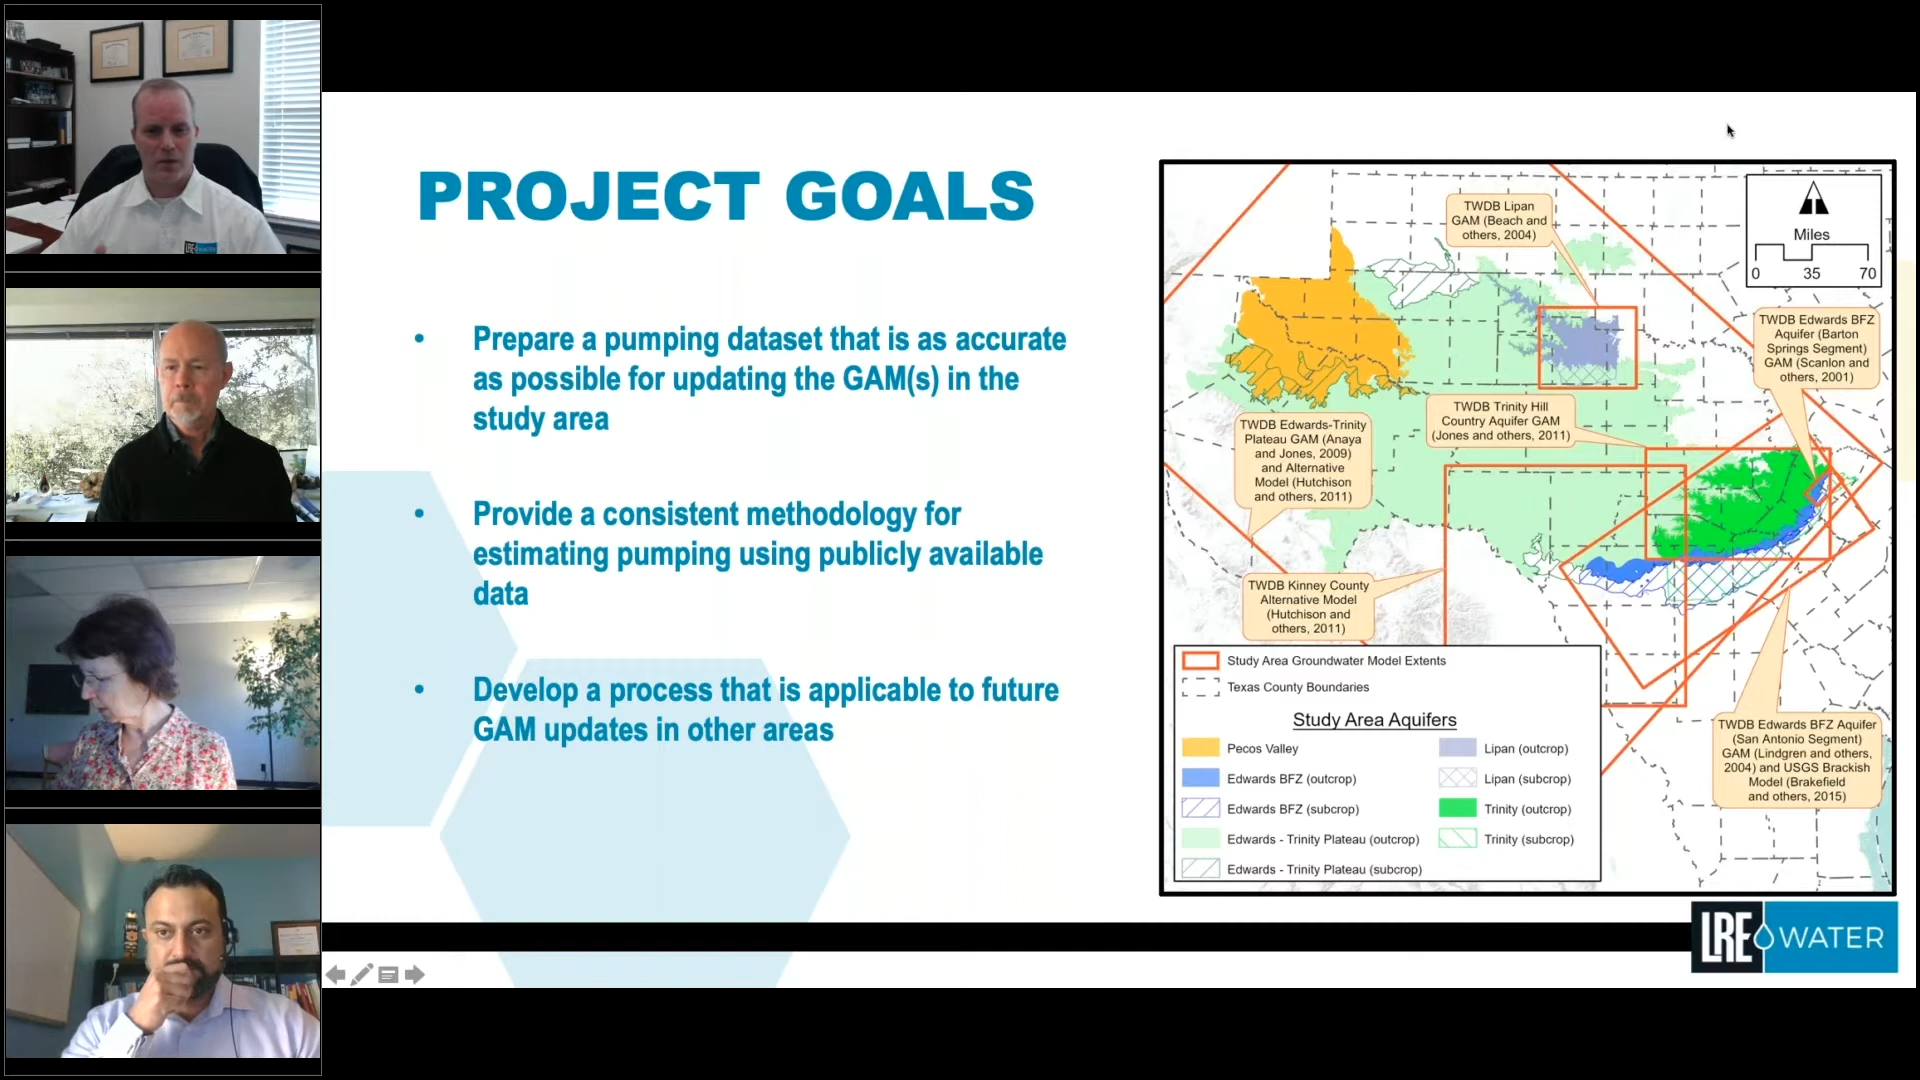 PROJECT GOALS
• Prepare a pumping dataset that is as accurate
as possible for updating the GAM(s) in the
study area
• Provide a consistent methodology for
estimating pumping using publicly available
data
• Develop a process that is applicable to future
GAM updates in other areas
TWDB Lipan
GAM (Beach and
others, 2004)
Miles
0 35 70
TWDB Edwards BFZ
Aquifer (Barton
Springs Segment)
GAM (Scanlon and
others, 2001)
TWDB Trinity Hill
Country Aquifer GAM
(Jones and others, 2011)
TWDB Edwards-Trinity
Plateau GAM (Anaya
and Jones, 2009)
and Alternative
Model (Hutchison
and others, 2011)
TWDB Kinney County
Alternative Model
(Hutchison and
others, 2011)
TWDB Edwards BFZ Aquifer
(San Antonio Segment)
GAM (Lindgren and others,
2004) and USGS Brackish
Model (Brakefield
and others, 2015)
Study Area Groundwater Model Extents
Texas County Boundaries
Study Area Aquifers
Pecos Valley
Edwards BFZ (outcrop)
Edwards BFZ (subcrop)
Edwards - Trinity Plateau (outcrop)
Edwards - Trinity Plateau (subcrop)
Lipan (outcrop)
Lipan (subcrop)
Trinity (outcrop)
Trinity (subcrop)
LRE WATER
LRE WATER